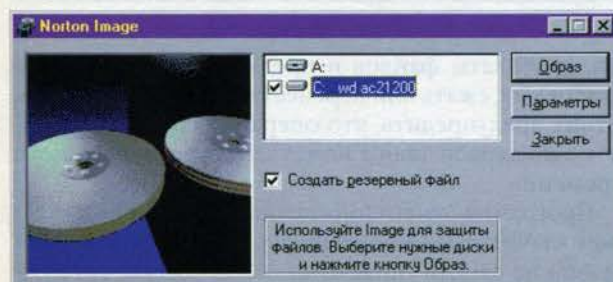 Norton Image
A:
C: wd ac21200
Образ
Параметры
Закрыть
Создать резервный файл
Используйте Image для защиты
файлов. Выберите нужные диски
и нажмите кнопку Образ.